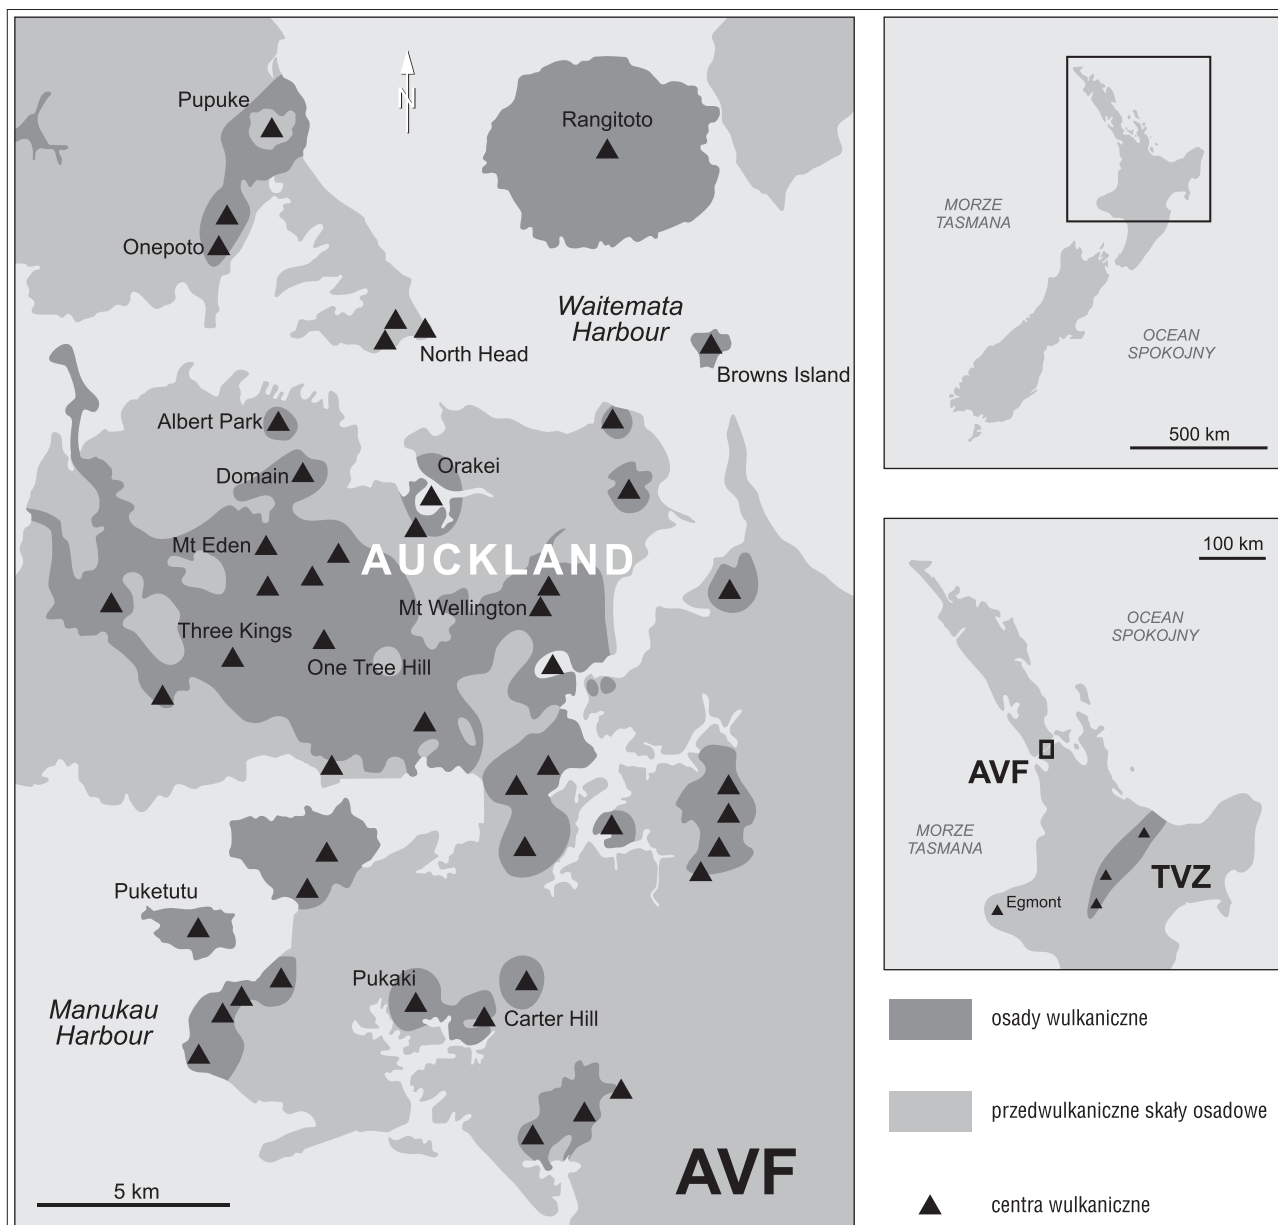 Pupuke
N
Rangitoto
Onepoto
Waitemata
Harbour
North Head
Browns Island
Albert Park
Domain
Orakei
Mt Eden
AUCKLAND
Mt Wellington
Three Kings
One Tree Hill
Puketutu
Pukaki
Carter Hill
Manukau
Harbour
AVF
5 km
MORZE
TASMANA
OCEAN
SPOKOJNY
500 km
100 km
OCEAN
SPOKOJNY
AVF
MORZE
TASMANA
TVZ
Egmont
osady wulkaniczne
przedwulkaniczne skały osadowe
centra wulkaniczne